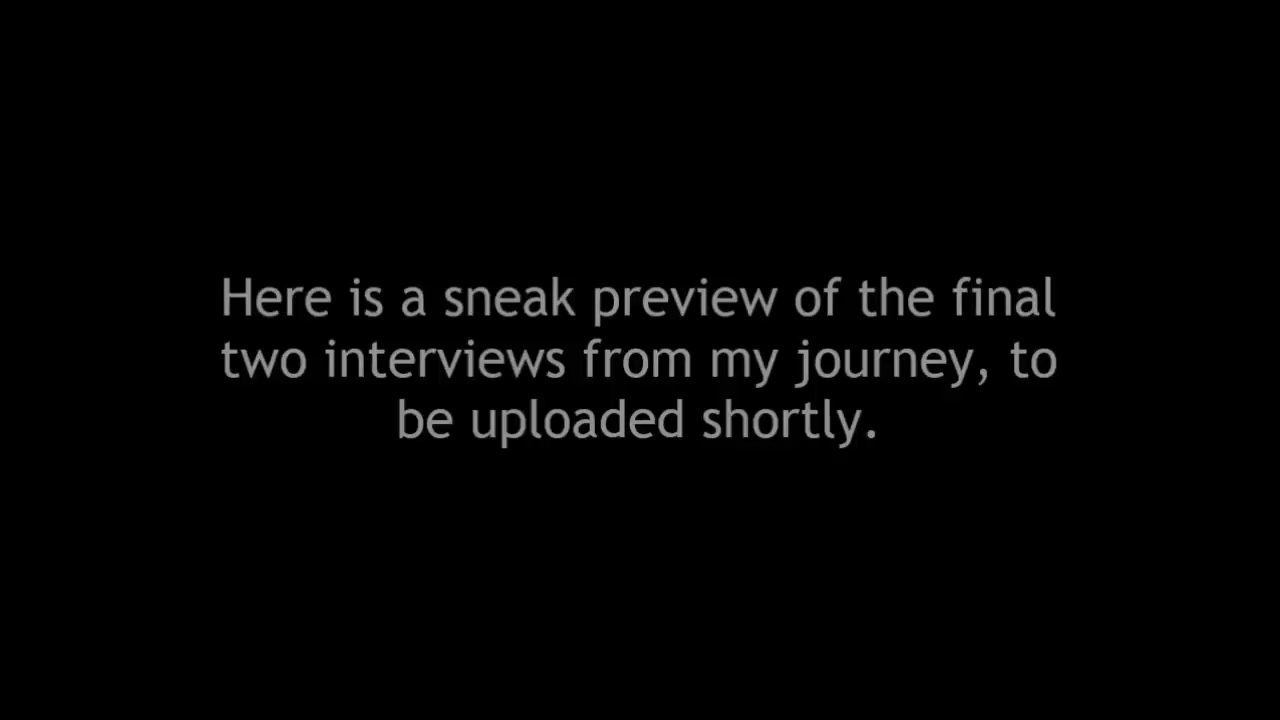 Here is a sneak preview of the final
two interviews from my journey, to
be uploaded shortly.